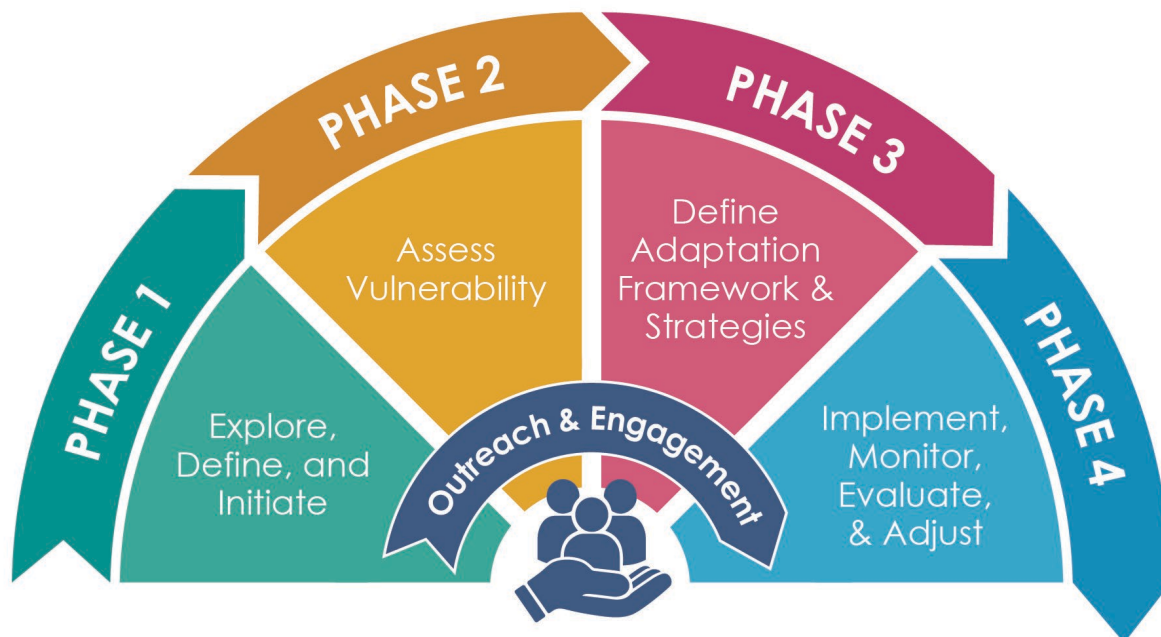 PHASE 1
Explore,
Define, and
Initiate
PHASE 2
Assess
Vulnerability
PHASE 3
Define
Adaptation
Framework &
Strategies
PHASE 4
Implement,
Monitor,
Evaluate,
& Adjust
Outreach & Engagement